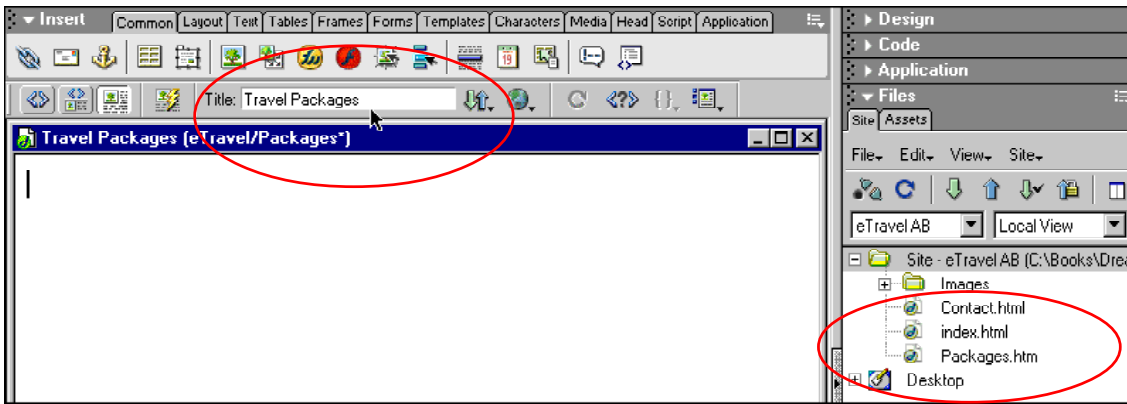 Insert
Common Layout Text Tables Frames Forms Templates Characters Media Head Script Application
19
Title: Travel Packages
Travel Packages (eTravel/Packages*)
Design
Code
Application
Files
Site Assets
File Edit View Site
eTravel AB Local View
Site - eTravel AB (C:\Books\Drea
Images
Contact.html
index.html
Packages.htm
Desktop